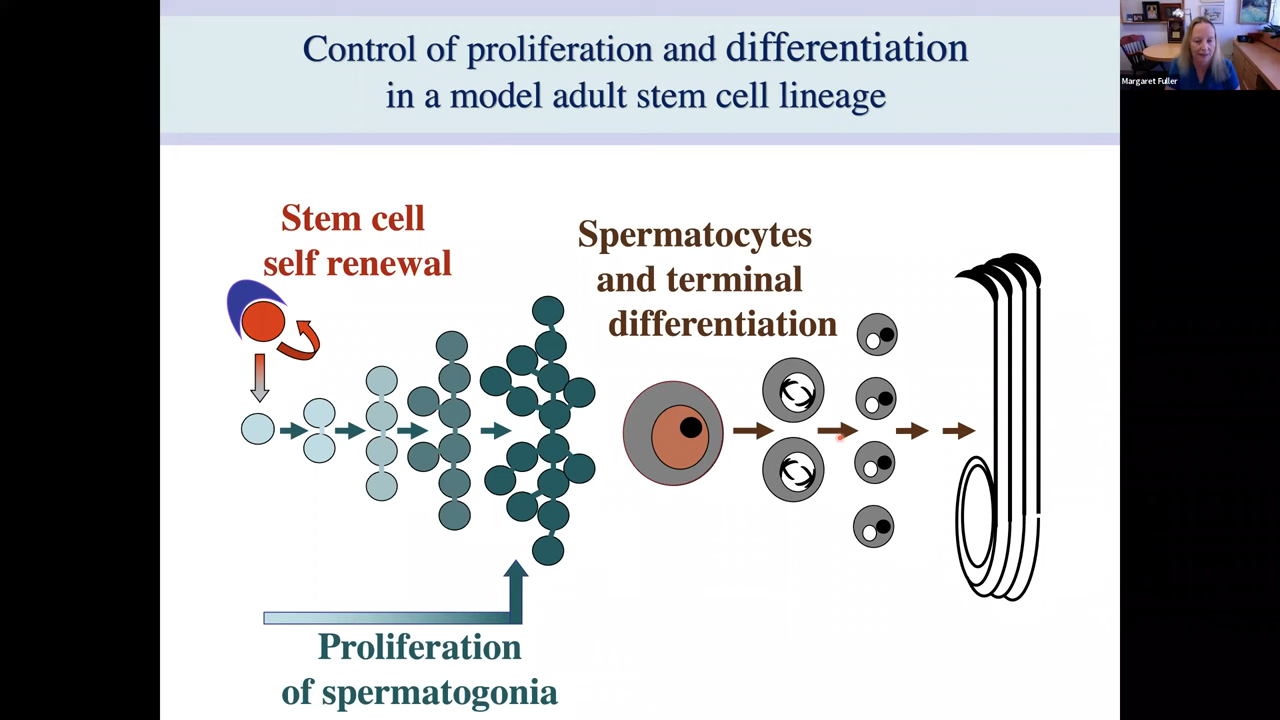 Control of proliferation and differentiation
in a model adult stem cell lineage
Margaret Fuller
Stem cell
self renewal
Spermatocytes
and terminal
differentiation
Proliferation
of spermatogonia